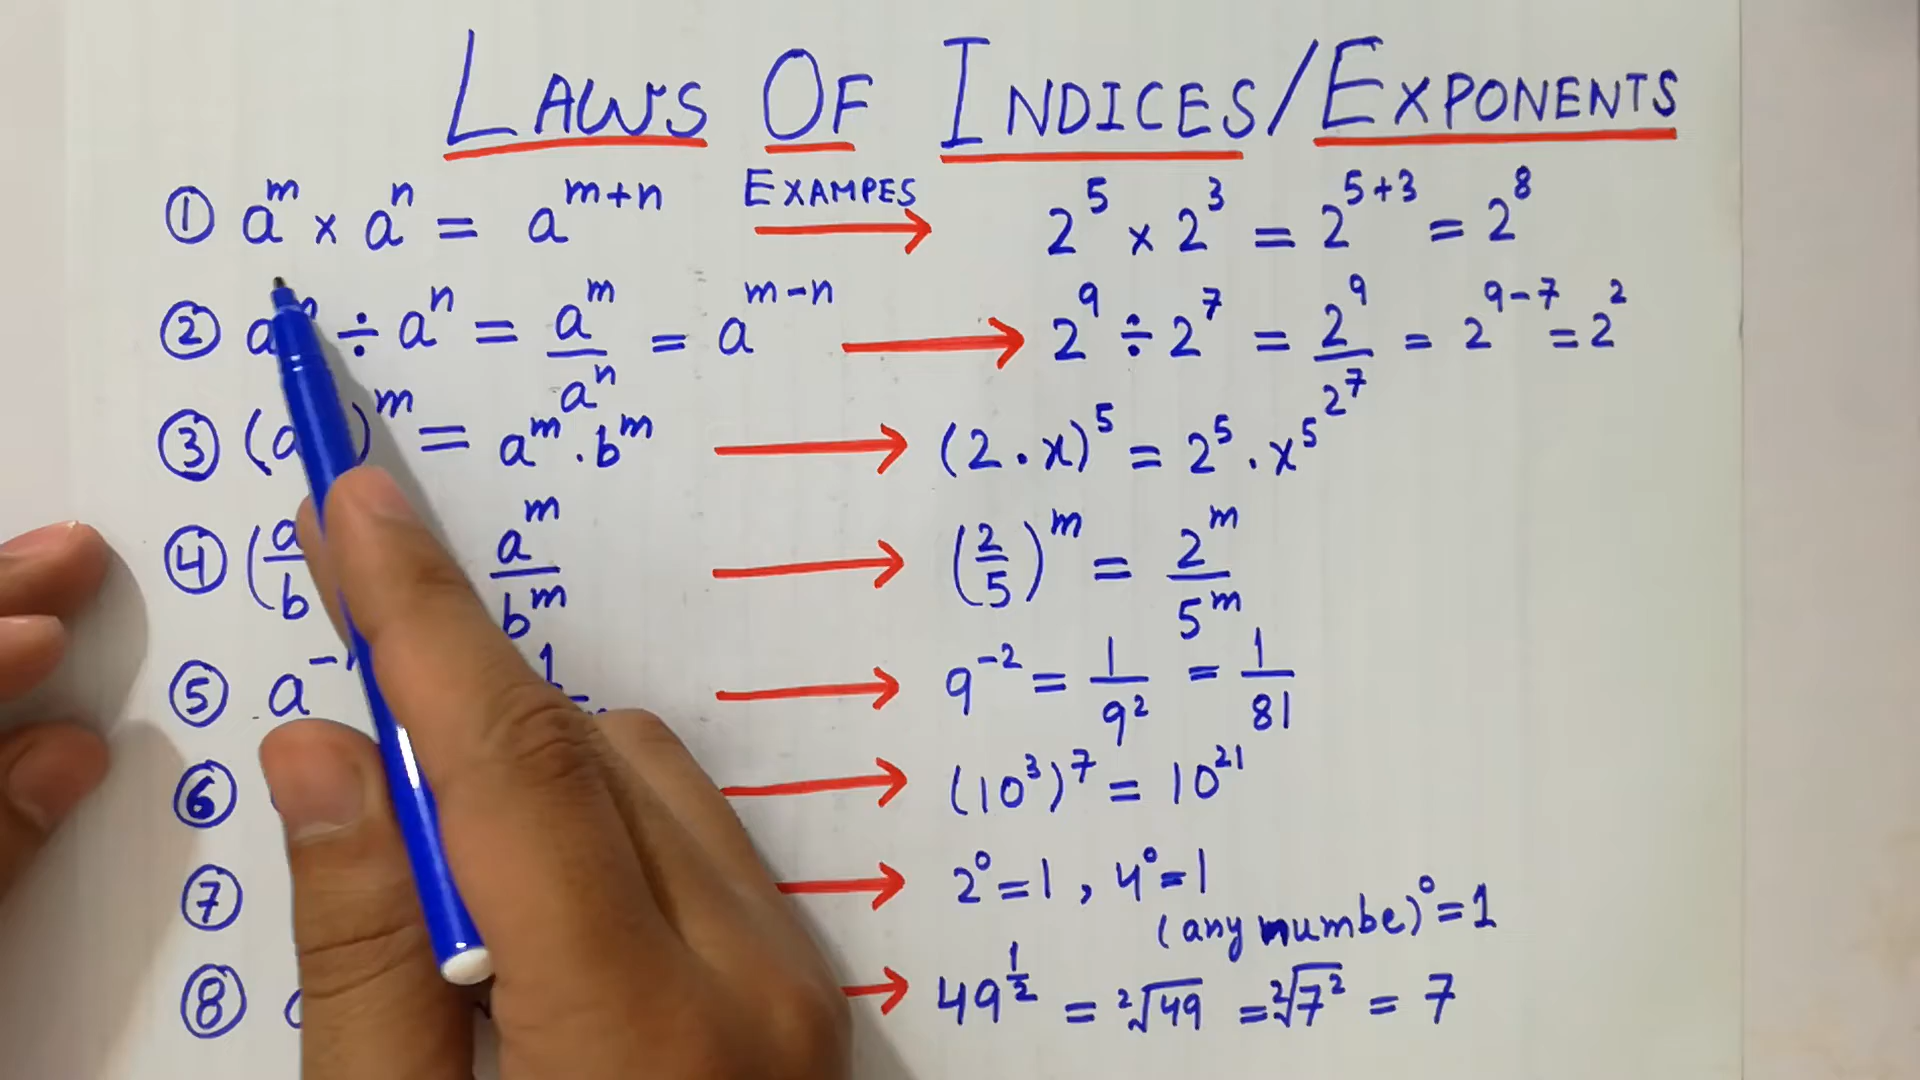 LAWS OF INDICES/EXPONENTS
① a^m × a^n = a^(m+n) EXAMPES → 2^5 × 2^3 = 2^(5+3) = 2^8
② a ÷ a^n = a^m/a^n = a^(m-n) → 2^9 ÷ 2^7 = 2^9/2^7 = 2^(9-7) = 2^2
③ (a )^m = a^m . b^m → (2 . x)^5 = 2^5 . x^5
④ (a/b a^m/b^m → (2/5)^m = 2^m/5^m
⑤ a^- 1/ → 9^-2 = 1/9^2 = 1/81
⑥ → (10^3)^7 = 10^21
⑦ → 2^0 = 1 , 4^0 = 1
(any numbe)^0 = 1
⑧ → 49^(1/2) = ²√49 = ²√7^2 = 7